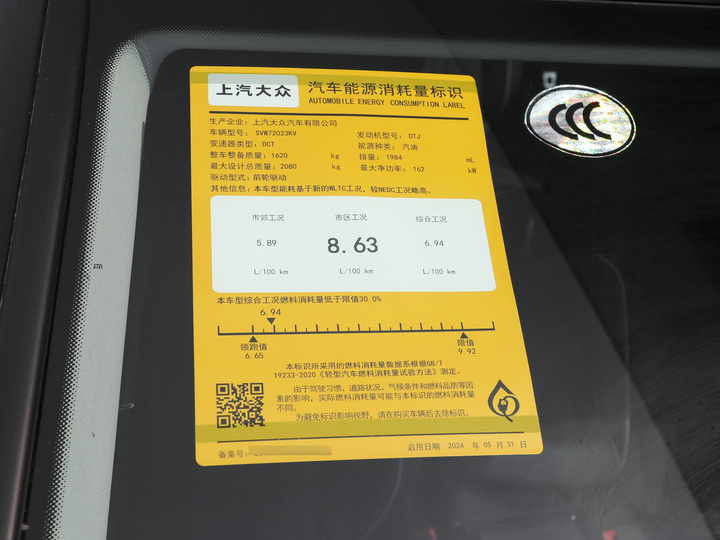 上汽大众 汽车能源消耗量标识
AUTOMOBILE ENERGY CONSUMPTION LABEL
生产企业: 上汽大众汽车有限公司
车辆型号: SVW72023KV 发动机型号: DTJ
变速器类型: DCT 能源种类: 汽油
整车整备质量: 1620 kg 排量: 1984 mL
最大设计总质量: 2080 kg 最大净功率: 162 kW
驱动型式: 前轮驱动
其他信息: 本车型能耗基于新的WLTC工况, 较NEDC工况略高。
市郊工况 市区工况 综合工况
5.89 8.63 6.94
L/100 km L/100 km L/100 km
本车型综合工况燃料消耗量低于限值30.0%
6.94
领跑值 限值
6.65 9.92
本标识所采用的燃料消耗量数据系根据GB/T
19233-2020《轻型汽车燃料消耗量试验方法》测定。
由于驾驶习惯、道路状况、气候条件和燃料品质等因
素的影响, 实际燃料消耗量可能与本标识的燃料消耗量
不同。
为避免标识影响视野, 请在购买车辆后去除标识。
备案号:
启用日期: 2024 年 05 月 31 日
CCC